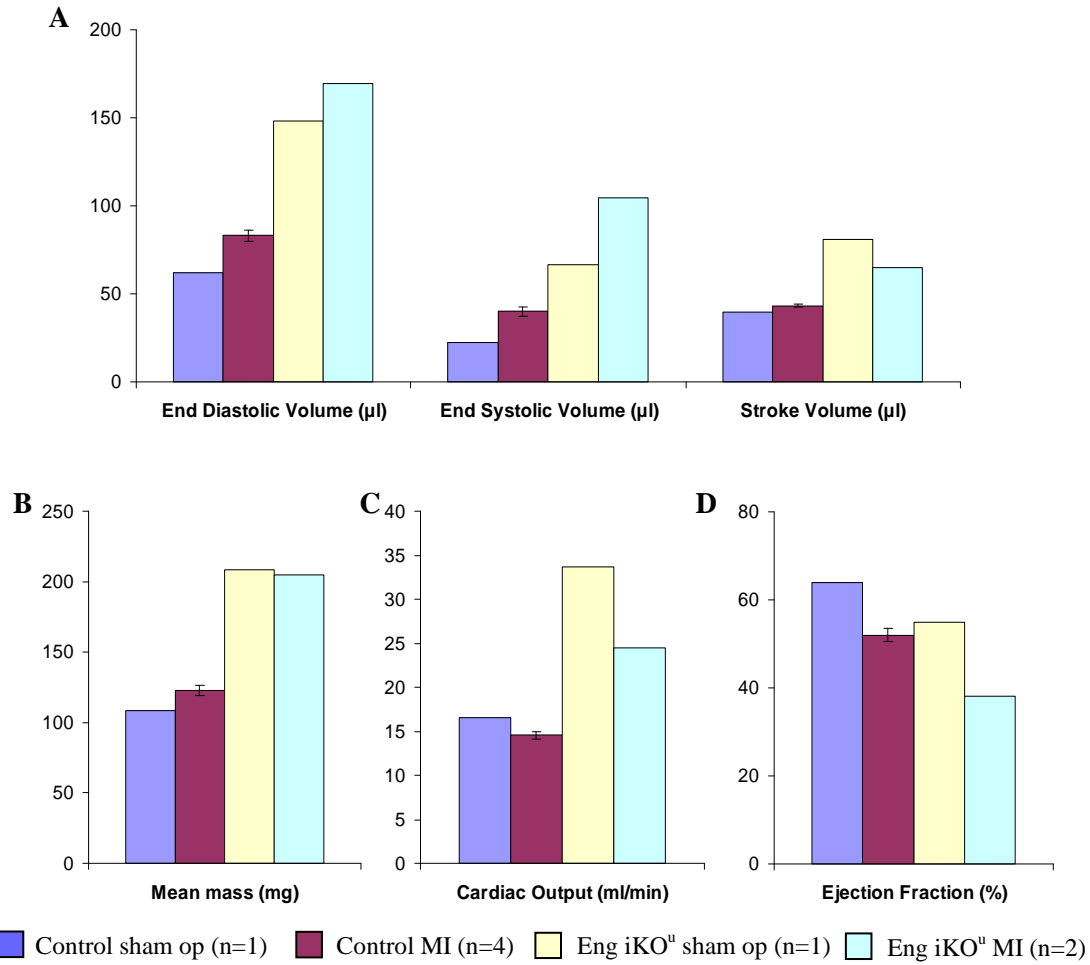 A
200
150
100
50
0
End Diastolic Volume (µl) End Systolic Volume (µl) Stroke Volume (µl)
B
250
200
150
100
50
0
Mean mass (mg)
C
40
35
30
25
20
15
10
5
0
Cardiac Output (ml/min)
D
80
60
40
20
0
Ejection Fraction (%)
Control sham op (n=1) Control MI (n=4) Eng iKOᵘ sham op (n=1) Eng iKOᵘ MI (n=2)